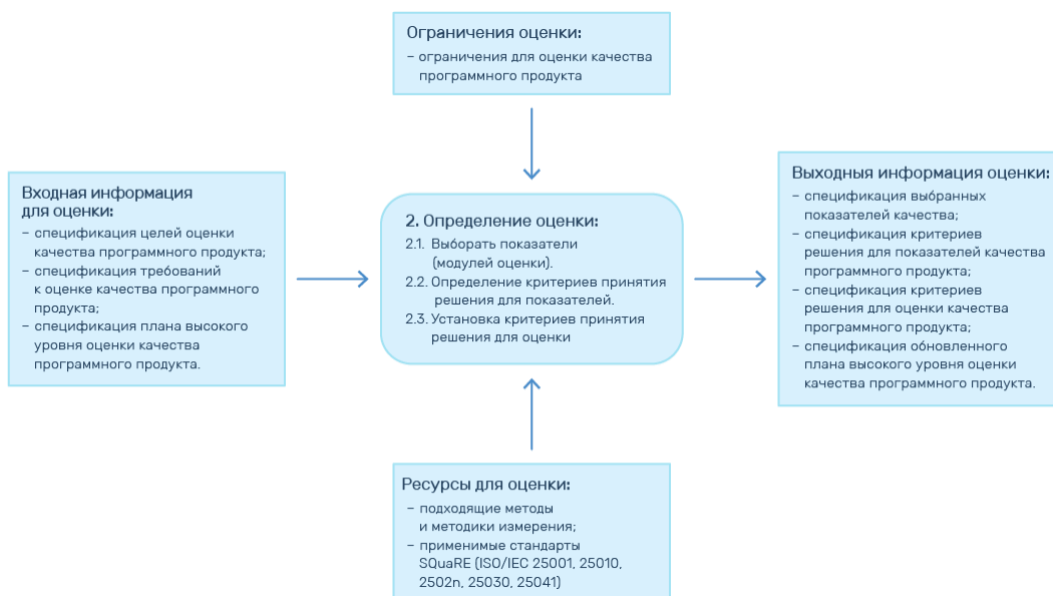 Ограничения оценки:
– ограничения для оценки качества
программного продукта
Входная информация
для оценки:
– спецификация целей оценки
качества программного продукта;
– спецификация требований
к оценке качества программного
продукта;
– спецификация плана высокого
уровня оценки качества
программного продукта.
2. Определение оценки:
2.1. Выборать показатели
(модулей оценки).
2.2. Определение критериев принятия
решения для показателей.
2.3. Установка критериев принятия
решения для оценки
Выходныя информация оценки:
– спецификация выбранных
показателей качества;
– спецификация критериев
решения для показателей качества
программного продукта;
– спецификация критериев
решения для оценки качества
программного продукта;
– спецификация обновленного
плана высокого уровня оценки
качества программного продукта.
Ресурсы для оценки:
– подходящие методы
и методики измерения;
– применимые стандарты
SQuaRE (ISO/IEC 25001, 25010,
2502n, 25030, 25041)